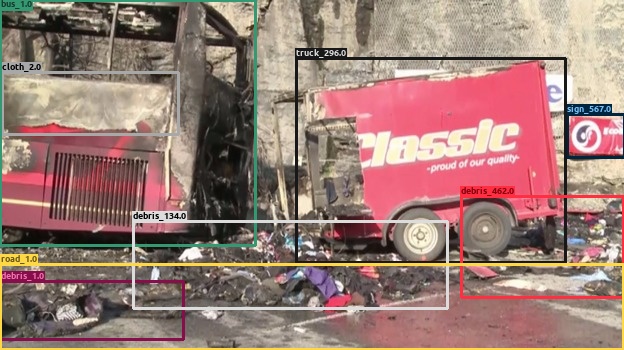 bus_1.0
cloth_2.0
truck_296.0
e
sign_567.0
Classic
-proud of our quality-
debris_462.0
debris_134.0
road_1.0
debris_1.0